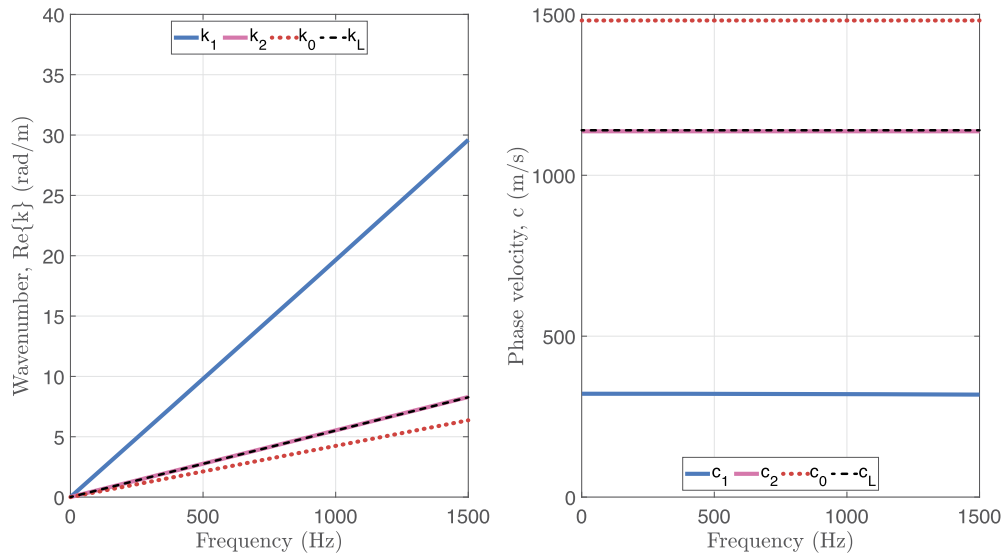 40
35
30
25
20
15
10
5
0
Wavenumber, Re{k} (rad/m)
k1 k2 k0 kL
0 500 1000 1500
Frequency (Hz)
1500
1000
500
0
Phase velocity, c (m/s)
c1 c2 c0 cL
0 500 1000 1500
Frequency (Hz)